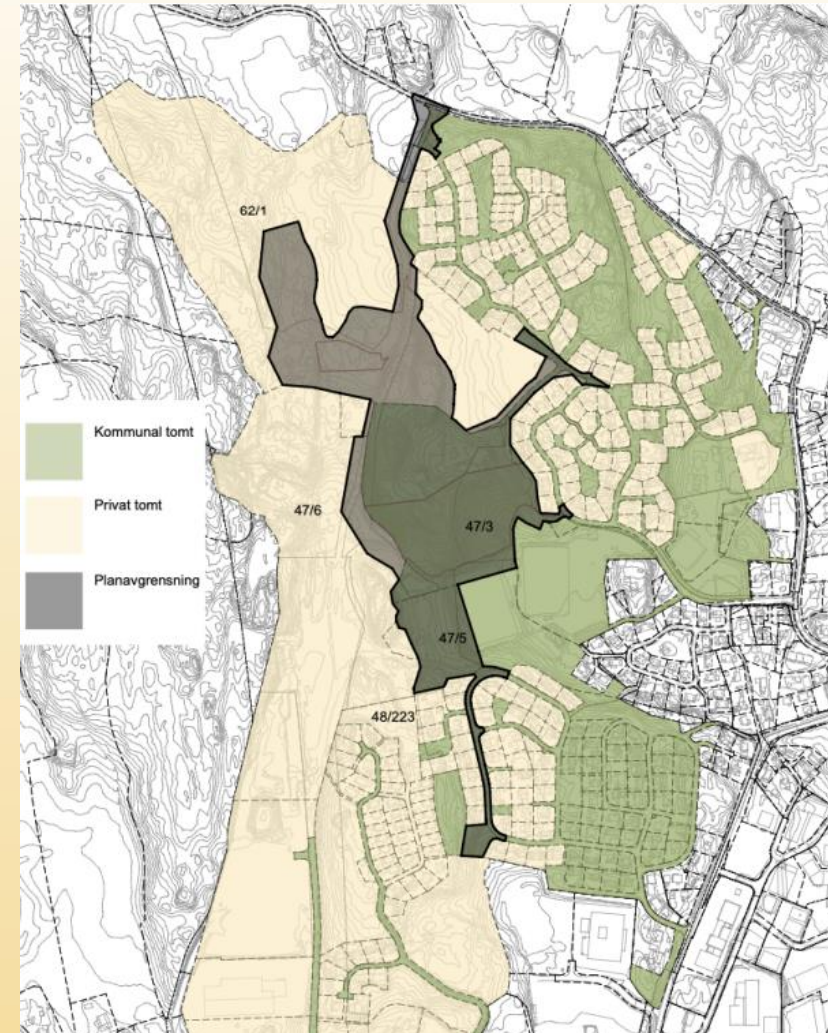 62/1
Kommunal tomt
Privat tomt
47/6
47/3
Planavgrensning
47/5
48/223